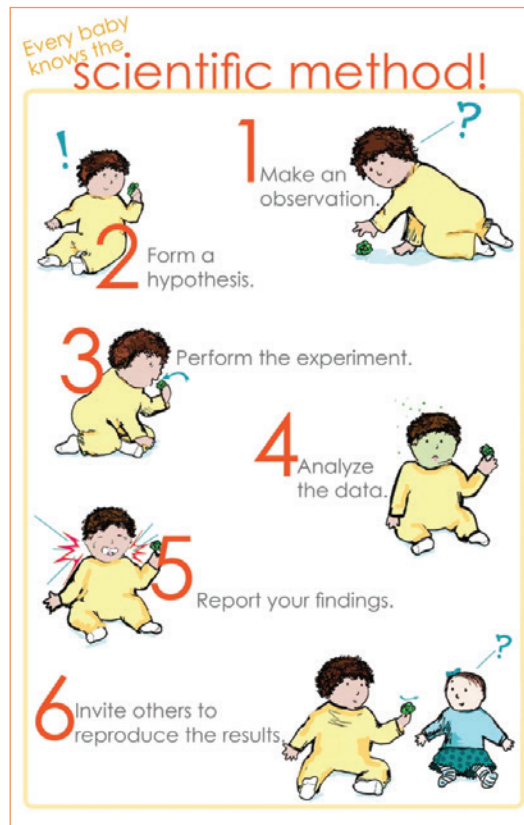 Every baby
knows the
scientific method!
?
1
Make an
observation.
!
2
Form a
hypothesis.
3
Perform the experiment.
4
Analyze
the data.
5
Report your findings.
?
6
Invite others to
reproduce the results.